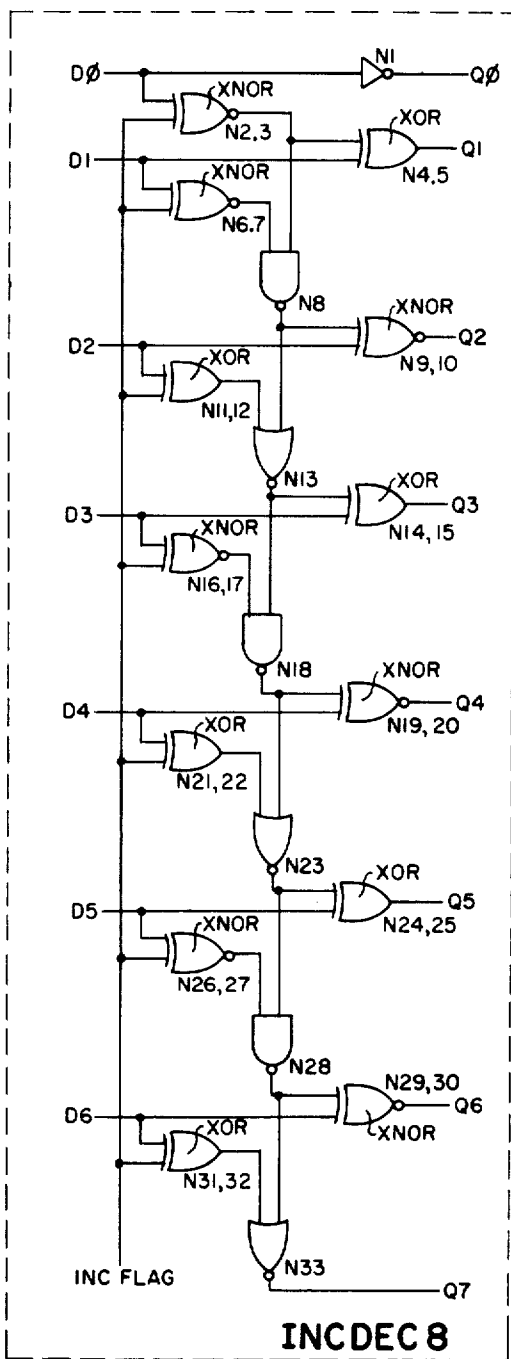 N1
DØ
QØ
XNOR
N2,3
XOR
D1
Q1
XNOR
N4,5
N6.7
N8
XNOR
D2
Q2
XOR
N9,10
N11,12
N13
XOR
D3
Q3
XNOR
N14,15
N16,17
N18
XNOR
D4
Q4
XOR
N19,20
N21,22
N23
XOR
D5
Q5
XNOR
N24,25
N26,27
N28
N29,30
D6
Q6
XOR
XNOR
N31,32
N33
INC FLAG
Q7
INCDEC 8